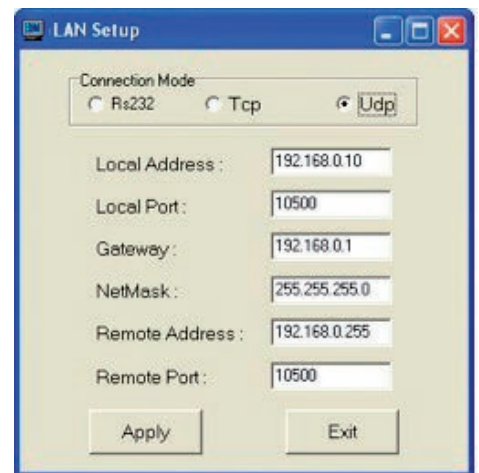 LAN Setup
Connection Mode
Rs232 Tcp Udp
Local Address : 192.168.0.10
Local Port : 10500
Gateway : 192.168.0.1
NetMask : 255.255.255.0
Remote Address : 192.168.0.255
Remote Port : 10500
Apply Exit